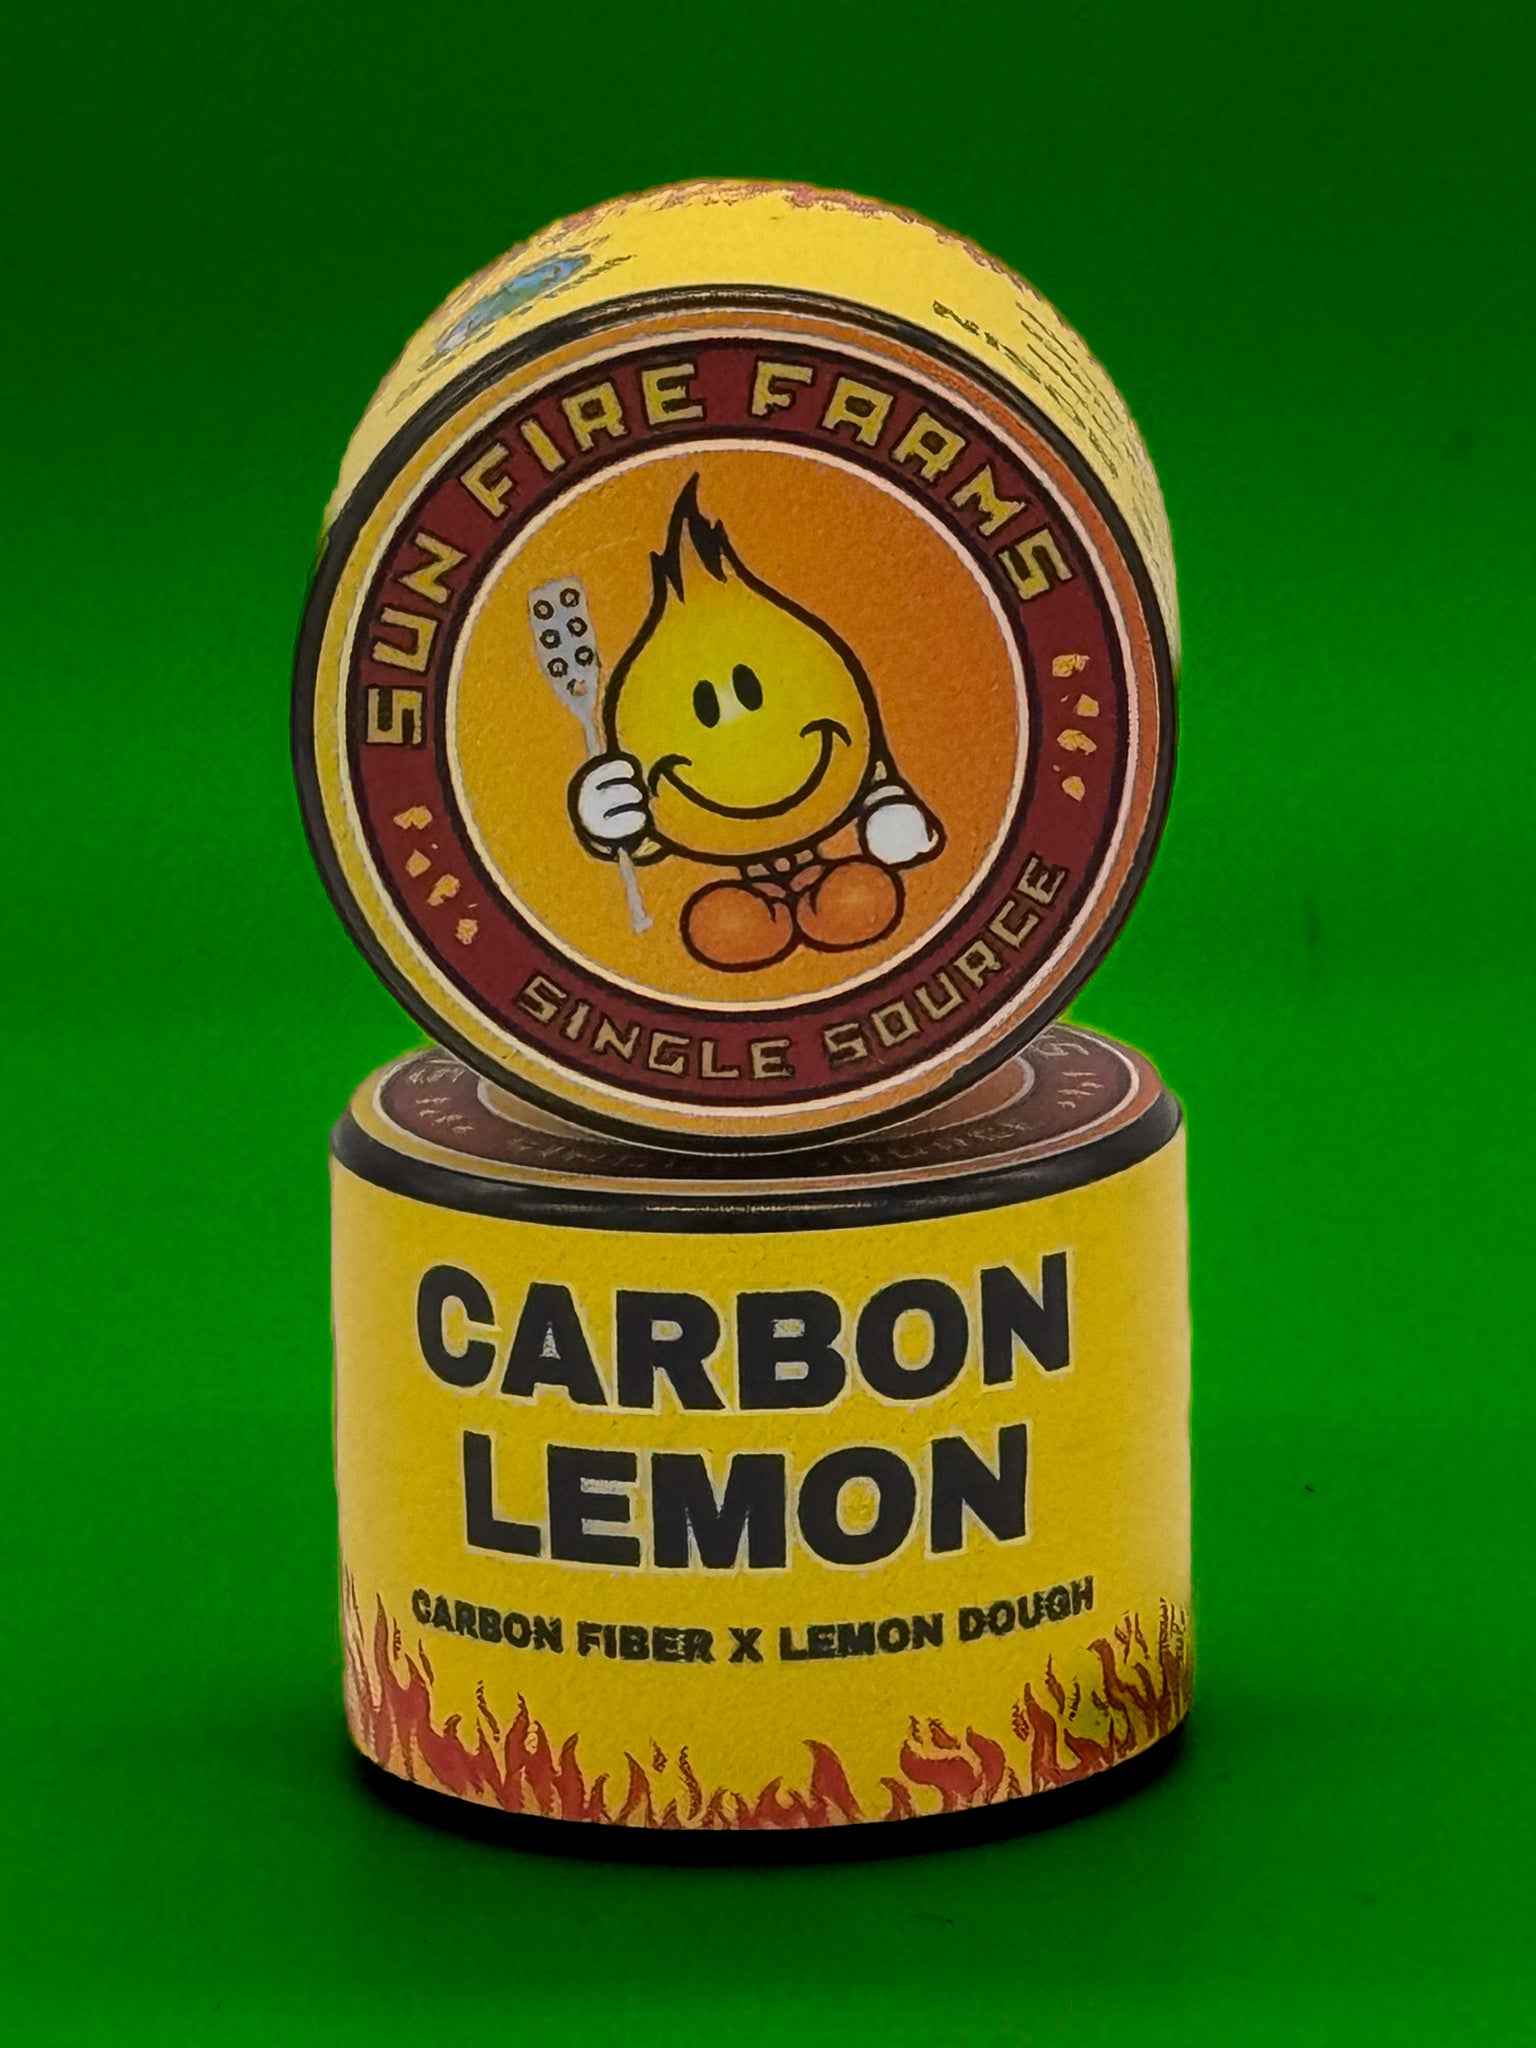 SUN FIRE FARMS
SINGLE SOURCE
CARBON
LEMON
CARBON FIBER X LEMON DOUGH